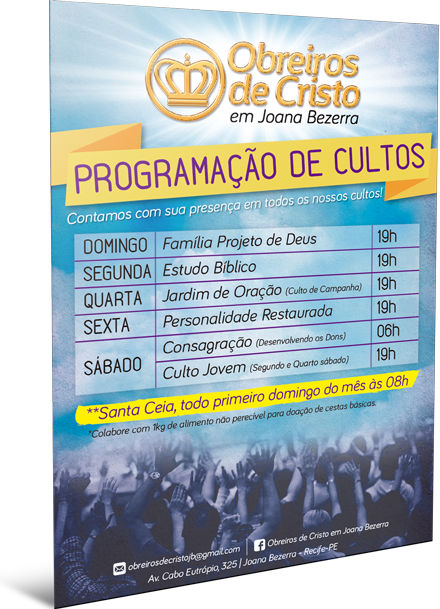 Obreiros
de Cristo
em Joana Bezerra
PROGRAMAÇÃO DE CULTOS
Contamos com sua presença em todos os nossos cultos!
DOMINGO Família Projeto de Deus 19h
SEGUNDA Estudo Bíblico 19h
QUARTA Jardim de Oração (Culto de Campanha) 19h
SEXTA Personalidade Restaurada 19h
SÁBADO Consagração (Desenvolvendo os Dons) 06h
Culto Jovem (Segundo e Quarto sábado) 19h
**Santa Ceia, todo primeiro domingo do mês às 08h
*Colabore com 1kg de alimento não perecível para doação de cestas básicas.
obreirosdecristojb@gmail.com Obreiros de Cristo em Joana Bezerra
Av. Cabo Eutrópio, 325 | Joana Bezerra - Recife-PE